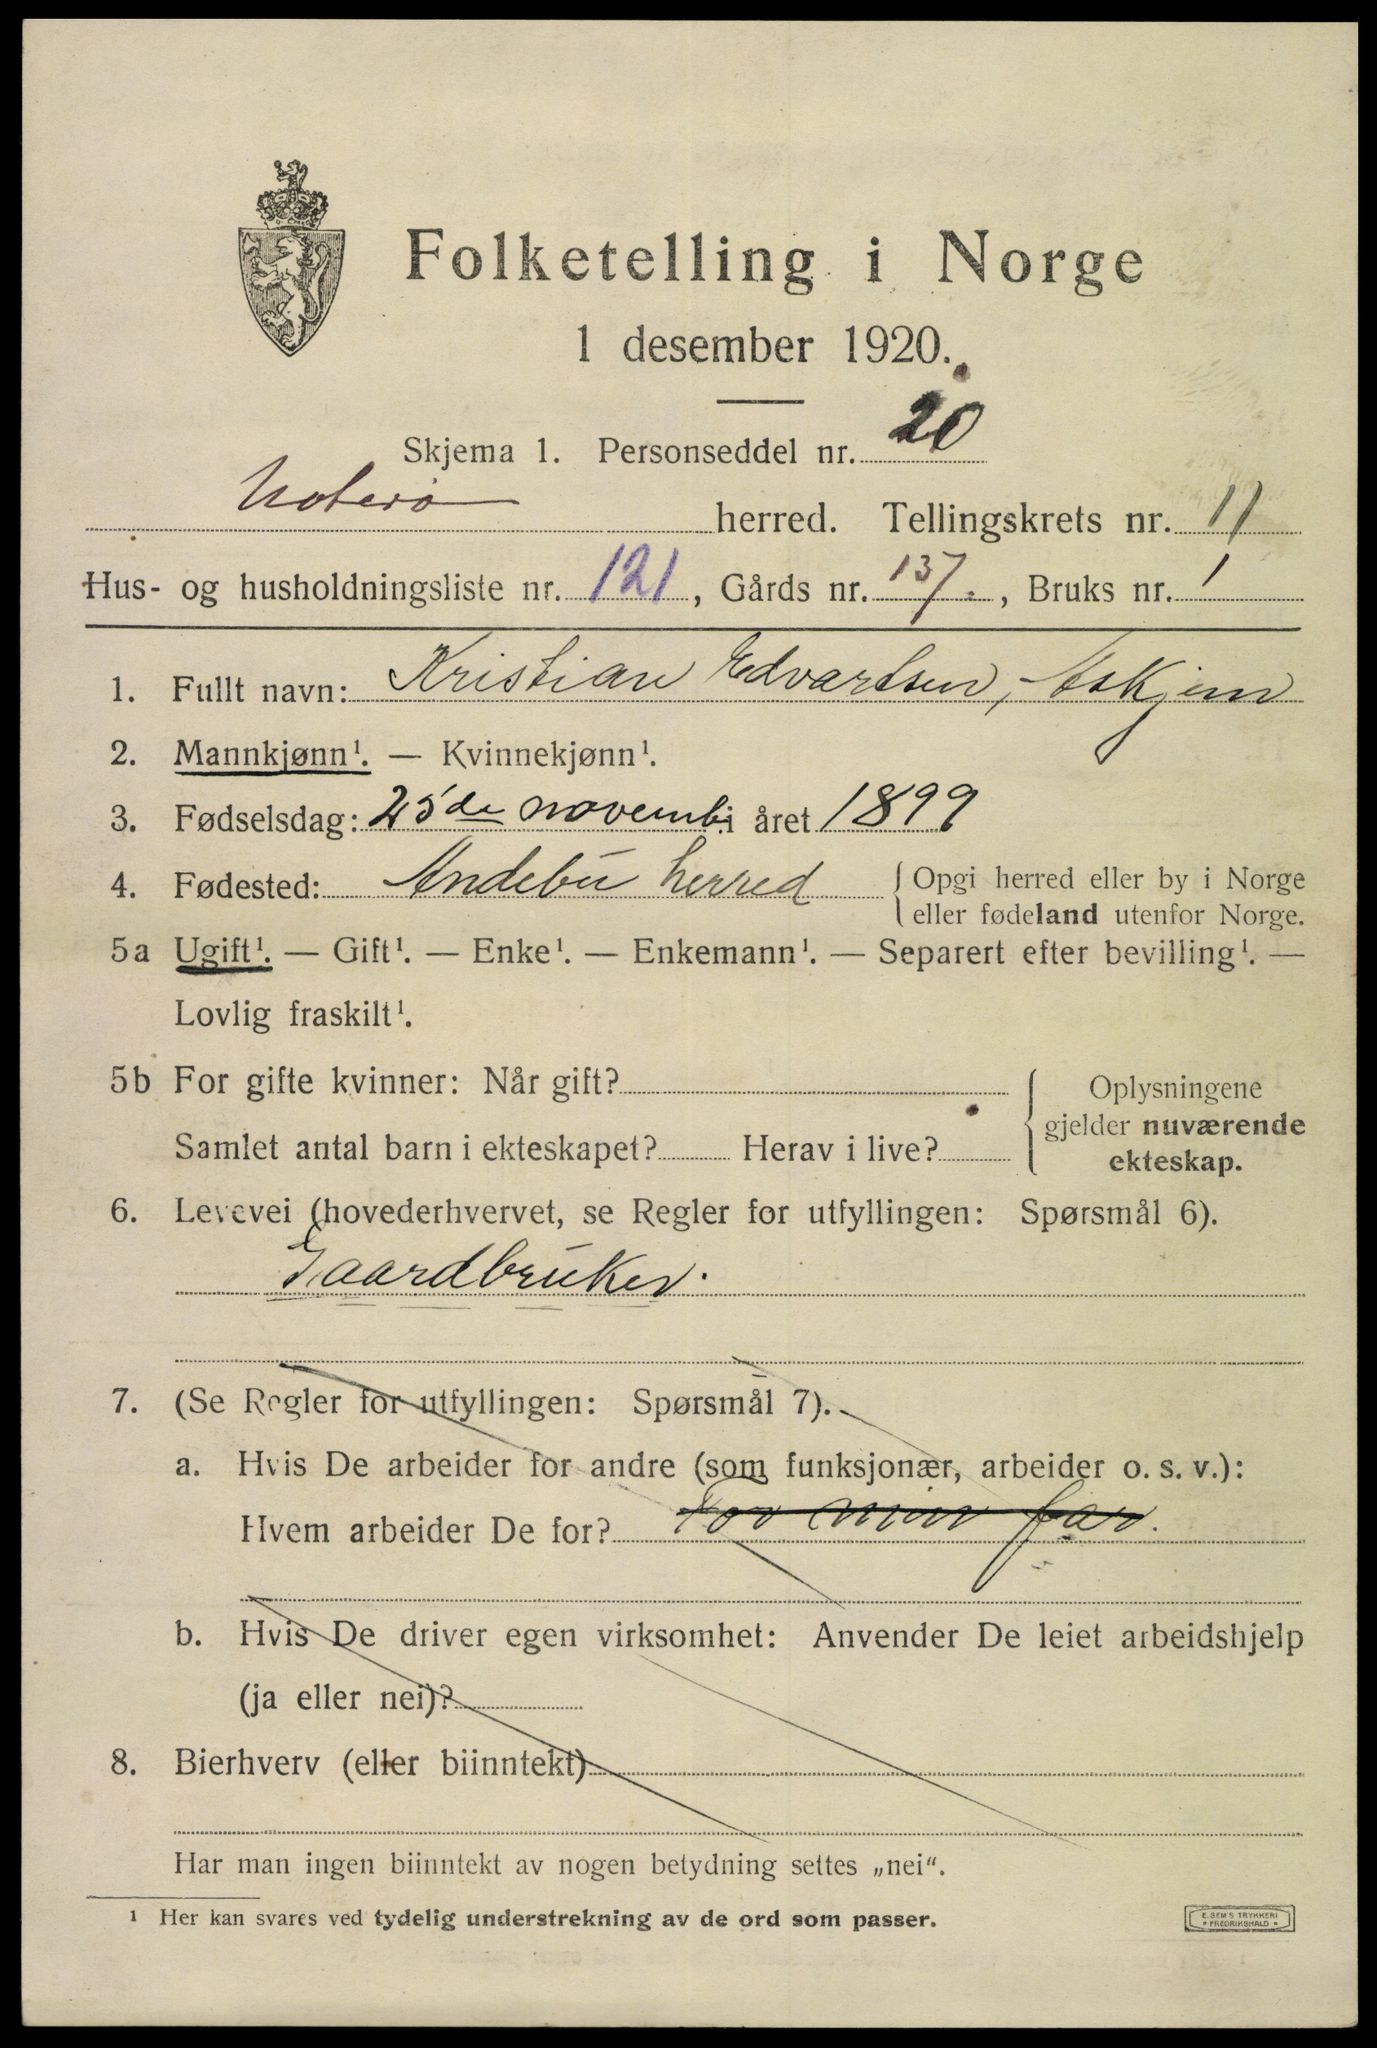 Folketelling i Norge
1 desember 1920.
Skjema 1. Personseddel nr. 20
Noterø herred. Tellingskrets nr. 11
Hus- og husholdningsliste nr. 121, Gårds nr. 137., Bruks nr. 1
1. Fullt navn: Kristian Edvartsen, Askjem
2. Mannkjønn¹. — Kvinnekjønn¹.
3. Fødselsdag: 25de novemb. i året 1899
4. Fødested: Andebu herred { Opgi herred eller by i Norge
eller fødeland utenfor Norge.
5a Ugift¹. — Gift¹. — Enke¹. — Enkemann¹. — Separert efter bevilling¹. —
Lovlig fraskilt¹.
5b For gifte kvinner: Når gift?
Samlet antal barn i ekteskapet? Herav i live?
{ Oplysningene
gjelder nuværende
ekteskap.
6. Levevei (hovederhvervet, se Regler for utfyllingen: Spørsmål 6).
Gaardbruker.
7. (Se Regler for utfyllingen: Spørsmål 7).
a. Hvis De arbeider for andre (som funksjonær, arbeider o. s. v.):
Hvem arbeider De for? For min far.
b. Hvis De driver egen virksomhet: Anvender De leiet arbeidshjelp
(ja eller nei)?
8. Bierhverv (eller biinntekt)
Har man ingen biinntekt av nogen betydning settes „nei“.
¹ Her kan svares ved tydelig understrekning av de ord som passer.
E. SEM'S TRYKKERI
* FREDRIKSHALD *